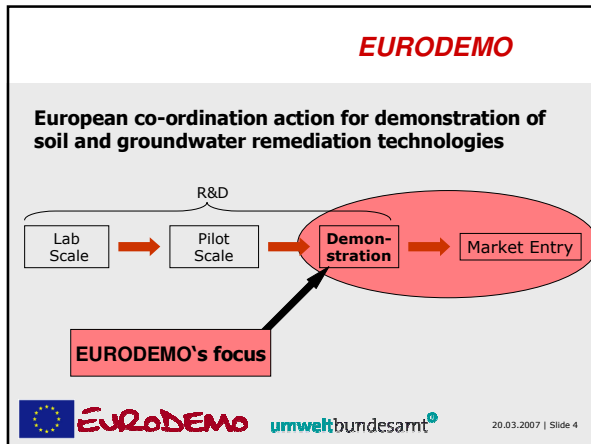 EURODEMO
European co-ordination action for demonstration of
soil and groundwater remediation technologies
R&D
Lab
Scale
Pilot
Scale
Demon-
stration
Market Entry
EURODEMO's focus
EURODEMO
umweltbundesamt
20.03.2007 | Slide 4